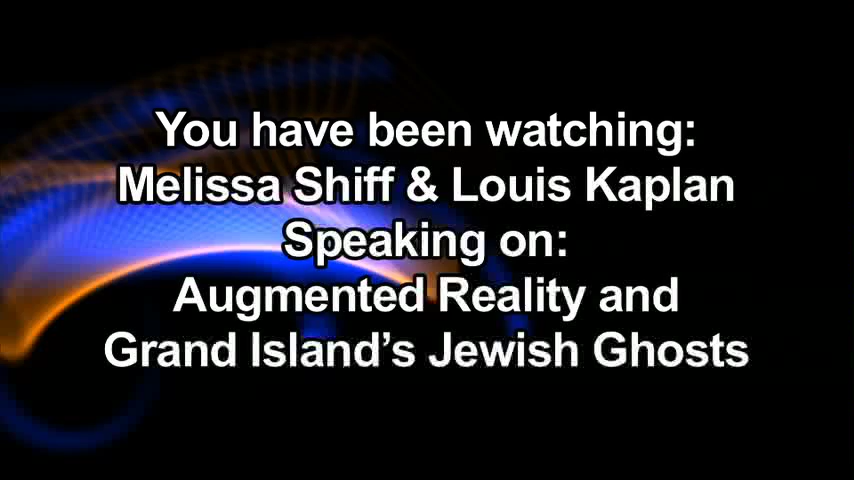 You have been watching:
Melissa Shiff & Louis Kaplan
Speaking on:
Augmented Reality and
Grand Island’s Jewish Ghosts